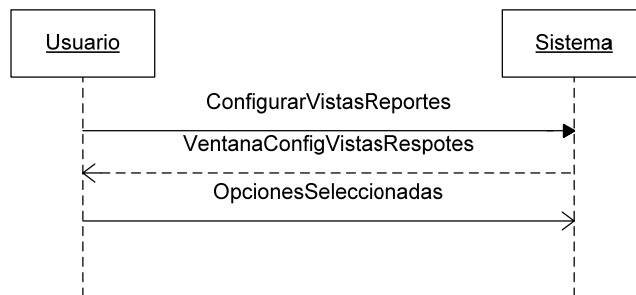 Usuario
Sistema
ConfigurarVistasReportes
VentanaConfigVistasRespotes
OpcionesSeleccionadas